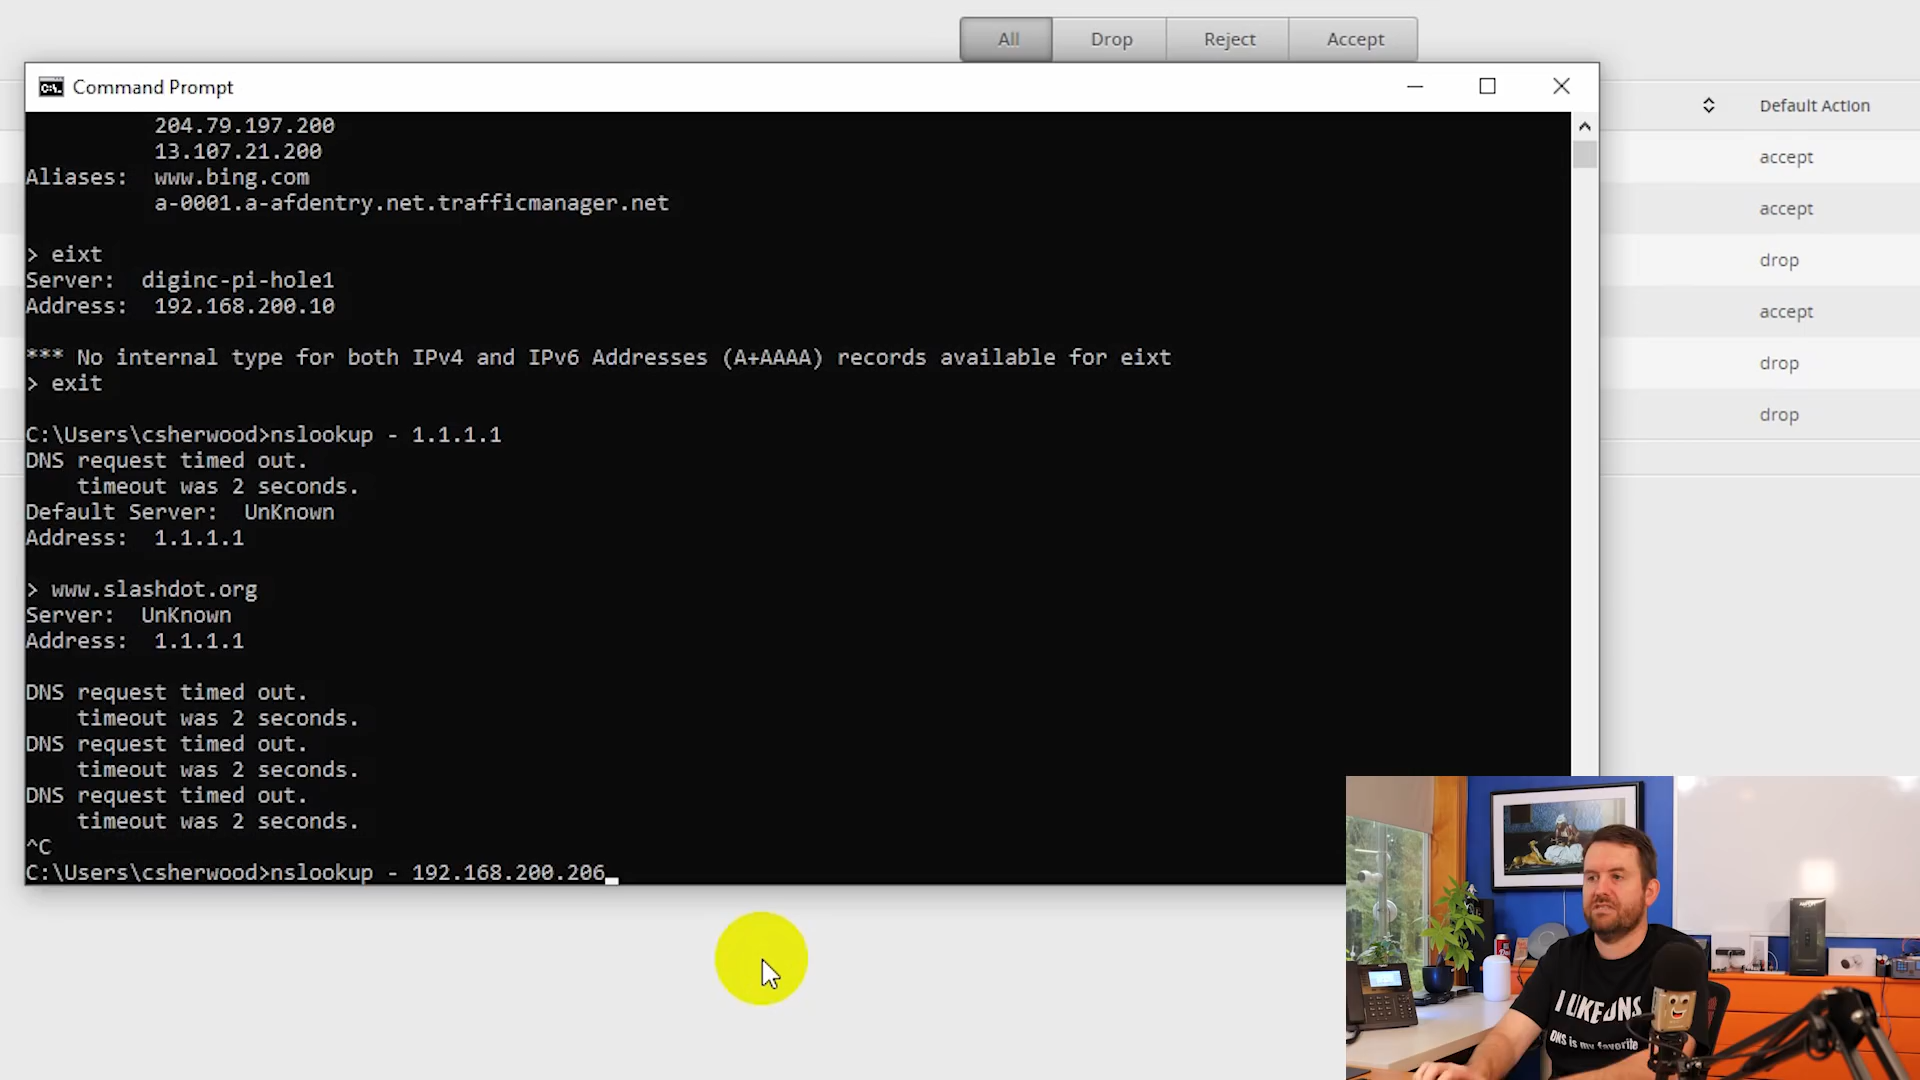 All Drop Reject Accept
Command Prompt
Default Action
accept
accept
drop
accept
drop
drop
204.79.197.200
13.107.21.200
Aliases:  www.bing.com
a-0001.a-afdentry.net.trafficmanager.net
> eixt
Server:  diginc-pi-hole1
Address:  192.168.200.10
*** No internal type for both IPv4 and IPv6 Addresses (A+AAAA) records available for eixt
> exit
C:\Users\csherwood>nslookup - 1.1.1.1
DNS request timed out.
timeout was 2 seconds.
Default Server:  UnKnown
Address:  1.1.1.1
> www.slashdot.org
Server:  UnKnown
Address:  1.1.1.1
DNS request timed out.
timeout was 2 seconds.
DNS request timed out.
timeout was 2 seconds.
DNS request timed out.
timeout was 2 seconds.
^C
C:\Users\csherwood>nslookup - 192.168.200.206_
I LIKE DNS
DNS is my favorite